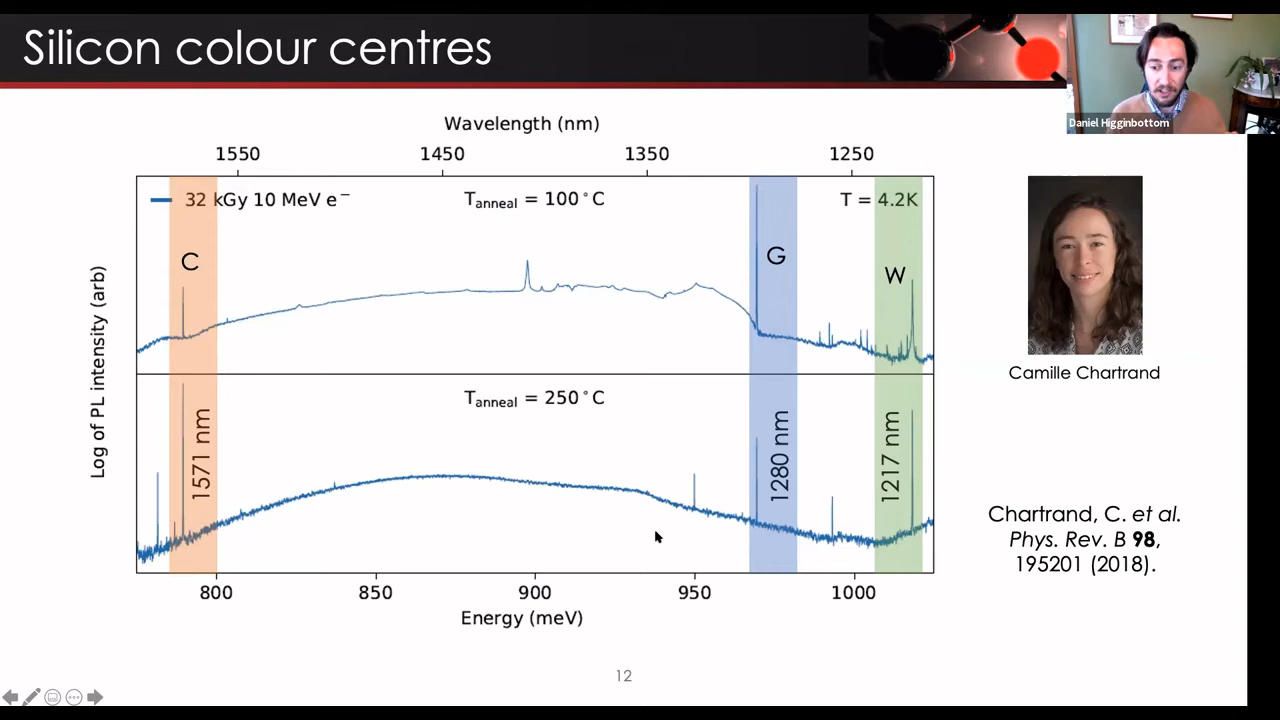 Silicon colour centres
Daniel Higginbottom
Wavelength (nm)
1550 1450 1350 1250
32 kGy 10 MeV e⁻
Tanneal = 100°C
T = 4.2K
C
G
W
Log of PL intensity (arb)
Tanneal = 250°C
1571 nm
1280 nm
1217 nm
800 850 900 950 1000
Energy (meV)
Camille Chartrand
Chartrand, C. et al.
Phys. Rev. B 98,
195201 (2018).
12